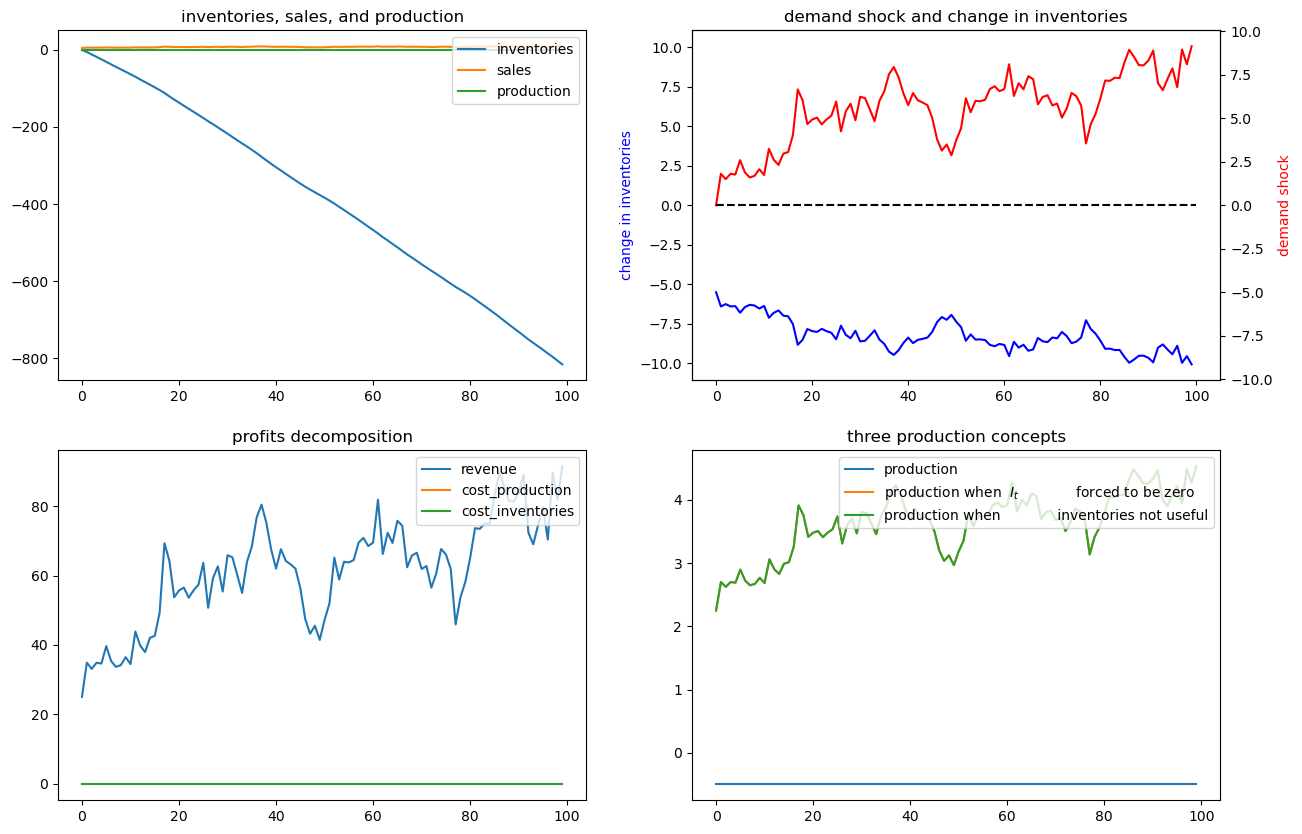 inventories, sales, and production
0
−200
−400
−600
−800
0 20 40 60 80 100
inventories
sales
production
demand shock and change in inventories
change in inventories
10.0
7.5
5.0
2.5
0.0
−2.5
−5.0
−7.5
−10.0
0 20 40 60 80 100
10.0
7.5
5.0
2.5
0.0
−2.5
−5.0
−7.5
−10.0
demand shock
profits decomposition
80
60
40
20
0
0 20 40 60 80 100
revenue
cost_production
cost_inventories
three production concepts
4
3
2
1
0
0 20 40 60 80 100
production
production when I_t forced to be zero
production when inventories not useful